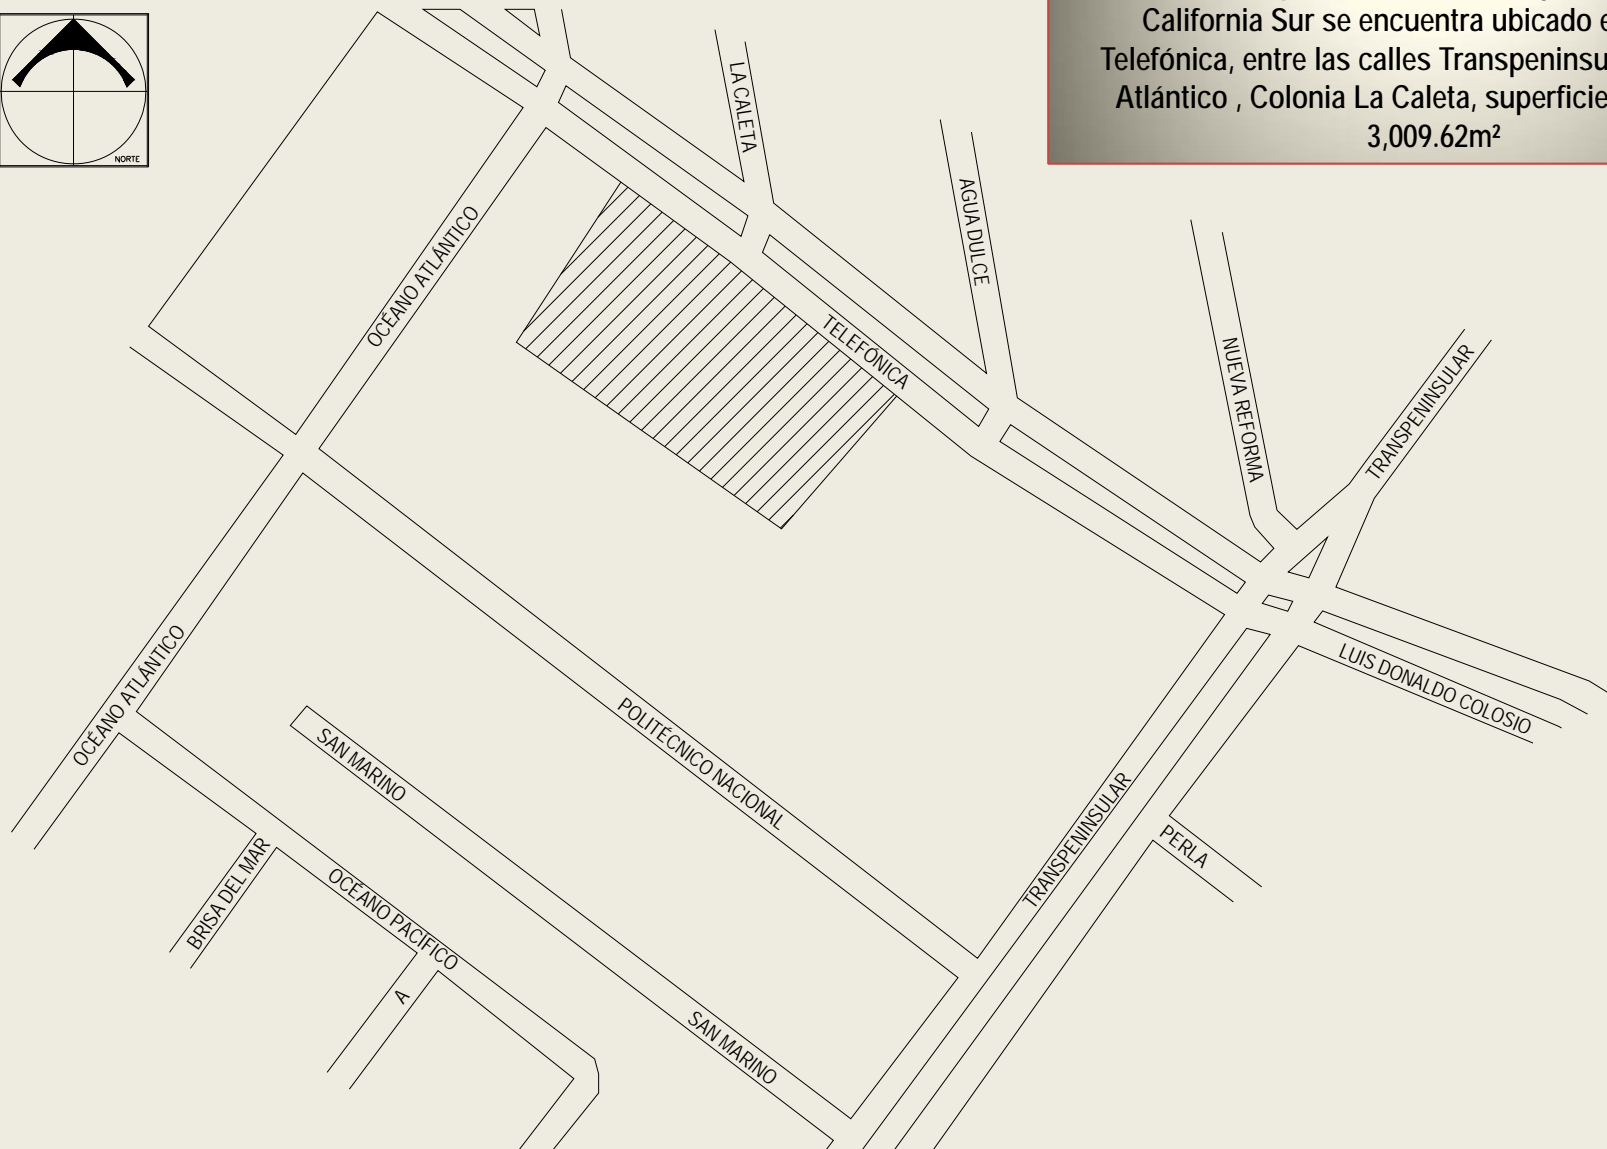 California Sur se encuentra ubicado
Telefónica, entre las calles
Atlántico , Colonia La Caleta, superficie
3,009.62m²
NORTE
LA CALETA
AGUA DULCE
OCÉANO ATLÁNTICO
TELEFÓNICA
NUEVA REFORMA
TRANSPENINSULAR
LUIS DONALDO COLOSIO
OCÉANO ATLÁNTICO
SAN MARINO
POLITÉCNICO NACIONAL
TRANSPENINSULAR
PERLA
BRISA DEL MAR
OCÉANO PACÍFICO
A
SAN MARINO